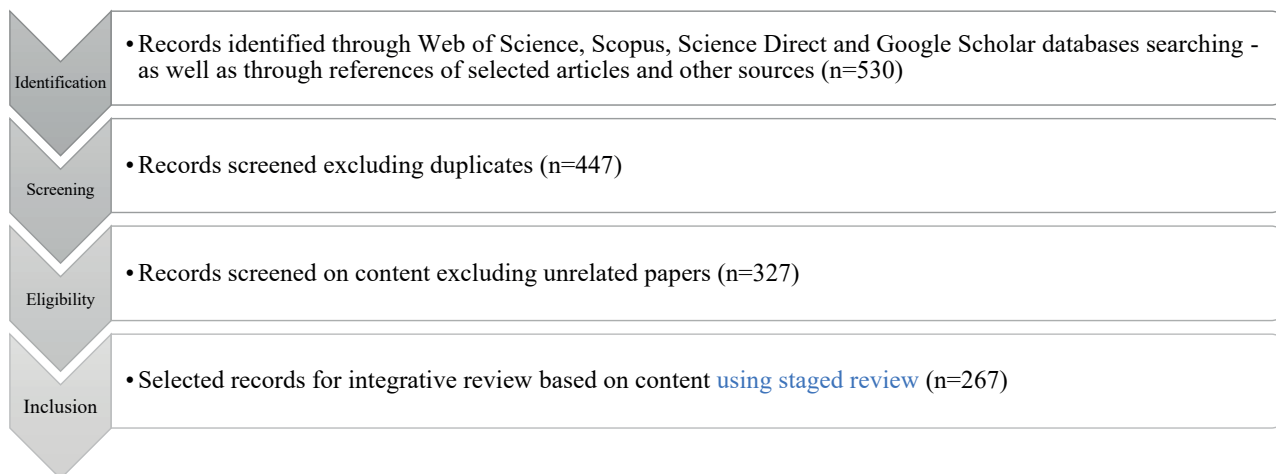 Identification
•Records identified through Web of Science, Scopus, Science Direct and Google Scholar databases searching -
as well as through references of selected articles and other sources (n=530)
Screening
•Records screened excluding duplicates (n=447)
Eligibility
•Records screened on content excluding unrelated papers (n=327)
Inclusion
•Selected records for integrative review based on content using staged review (n=267)